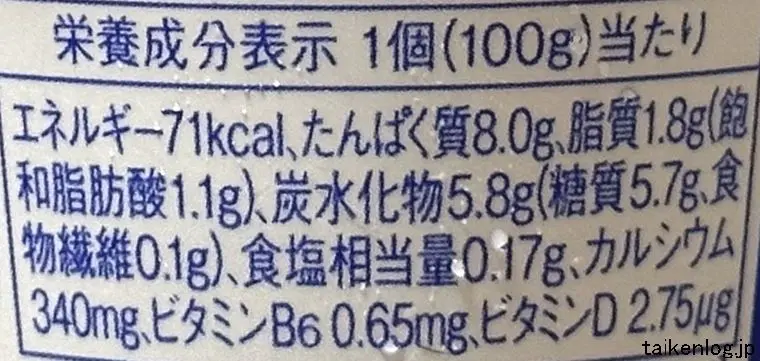 栄養成分表示 1個(100g)当たり
エネルギー71kcal、たんぱく質8.0g、脂質1.8g(飽
和脂肪酸1.1g)、炭水化物5.8g(糖質5.7g、食
物繊維0.1g)、食塩相当量0.17g、カルシウム
340mg、ビタミンB6 0.65mg、ビタミンD 2.75μg
taikenlog.jp